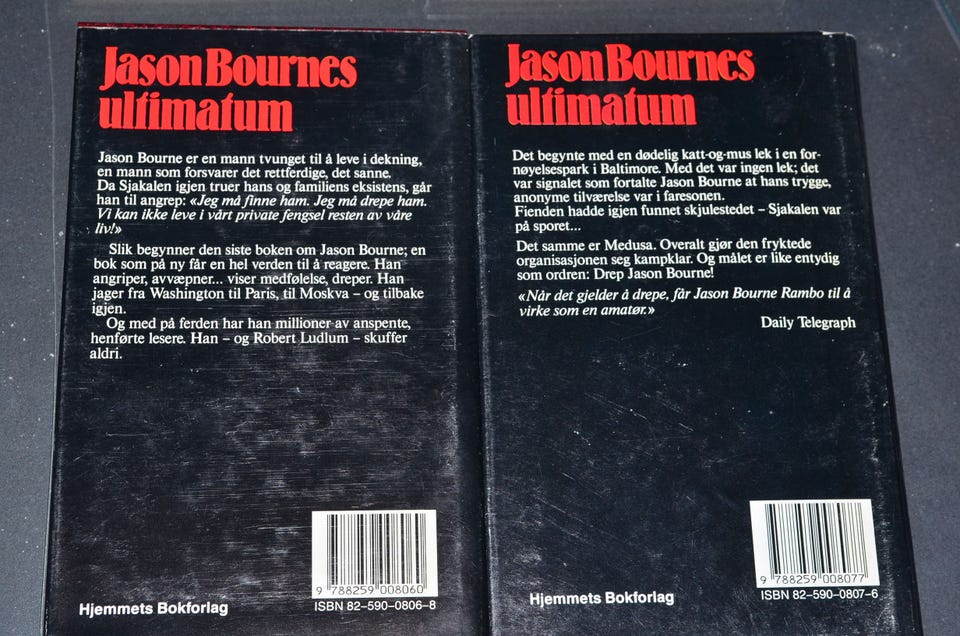 Jason Bournes
ultimatum
Jason Bourne er en mann tvunget til å leve i dekning,
en mann som forsvarer det rettferdige, det sanne.
Da Sjakalen igjen truer hans og familiens eksistens, går
han til angrep: «Jeg må finne ham. Jeg må drepe ham.
Vi kan ikke leve i vårt private fengsel resten av våre
liv!»
Slik begynner den siste boken om Jason Bourne; en
bok som på ny får en hel verden til å reagere. Han
angriper, avvæpner... viser medfølelse, dreper. Han
jager fra Washington til Paris, til Moskva – og tilbake
igjen.
Og med på ferden har han millioner av anspente,
henførte lesere. Han – og Robert Ludlum – skuffer
aldri.
9 788259 008060
ISBN 82-590-0806-8
Hjemmets Bokforlag
Jason Bournes
ultimatum
Det begynte med en dødelig katt-og-mus lek i en for-
nøyelsespark i Baltimore. Med det var ingen lek; det
var signalet som fortalte Jason Bourne at hans trygge,
anonyme tilværelse var i faresonen.
Fienden hadde igjen funnet skjulestedet – Sjakalen var
på sporet...
Det samme er Medusa. Overalt gjør den fryktede
organisasjonen seg kampklar. Og målet er like entydig
som ordren: Drep Jason Bourne!
«Når det gjelder å drepe, får Jason Bourne Rambo til å
virke som en amatør.»
Daily Telegraph
9 788259 008077
ISBN 82-590-0807-6
Hjemmets Bokforlag